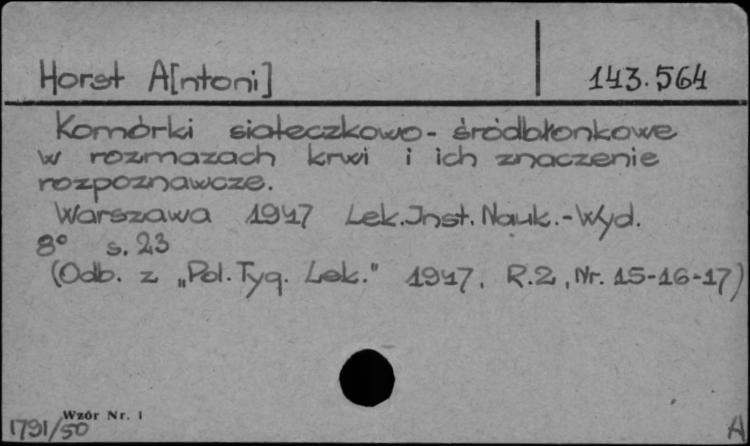 Horst A[ntoni]
143.564
Komórki siateczkowo-śródbłonkowe
w rozmazach krwi i ich znaczenie
rozpoznawcze.
Warszawa 1947 Lek.Inst.Nauk.-Wyd.
8° s. 23
(Odb. z „Pol.Tyg. Lek." 1947, R.2, Nr. 15-16-17)
Wzór Nr. 1
1791/50
A